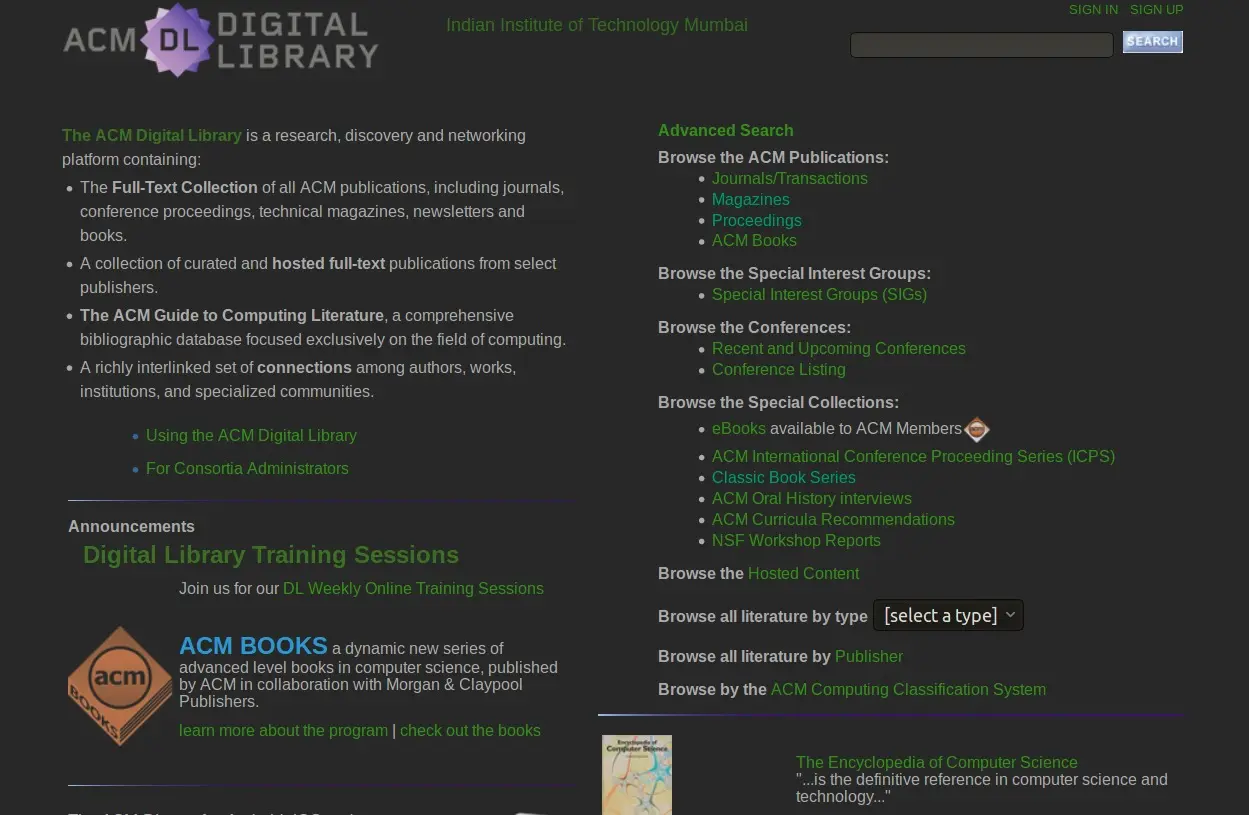 ACM DL DIGITAL LIBRARY
Indian Institute of Technology Mumbai
SIGN IN SIGN UP
SEARCH
The ACM Digital Library is a research, discovery and networking
platform containing:
• The Full-Text Collection of all ACM publications, including journals,
conference proceedings, technical magazines, newsletters and
books.
• A collection of curated and hosted full-text publications from select
publishers.
• The ACM Guide to Computing Literature, a comprehensive
bibliographic database focused exclusively on the field of computing.
• A richly interlinked set of connections among authors, works,
institutions, and specialized communities.
• Using the ACM Digital Library
• For Consortia Administrators
Announcements
Digital Library Training Sessions
Join us for our DL Weekly Online Training Sessions
acm
BOOKS
ACM BOOKS a dynamic new series of
advanced level books in computer science, published
by ACM in collaboration with Morgan & Claypool
Publishers.
learn more about the program | check out the books
Advanced Search
Browse the ACM Publications:
• Journals/Transactions
• Magazines
• Proceedings
• ACM Books
Browse the Special Interest Groups:
• Special Interest Groups (SIGs)
Browse the Conferences:
• Recent and Upcoming Conferences
• Conference Listing
Browse the Special Collections:
• eBooks available to ACM Members
• ACM International Conference Proceeding Series (ICPS)
• Classic Book Series
• ACM Oral History interviews
• ACM Curricula Recommendations
• NSF Workshop Reports
Browse the Hosted Content
Browse all literature by type [select a type]
Browse all literature by Publisher
Browse by the ACM Computing Classification System
Encyclopedia of
Computer Science
The Encyclopedia of Computer Science
"...is the definitive reference in computer science and
technology..."